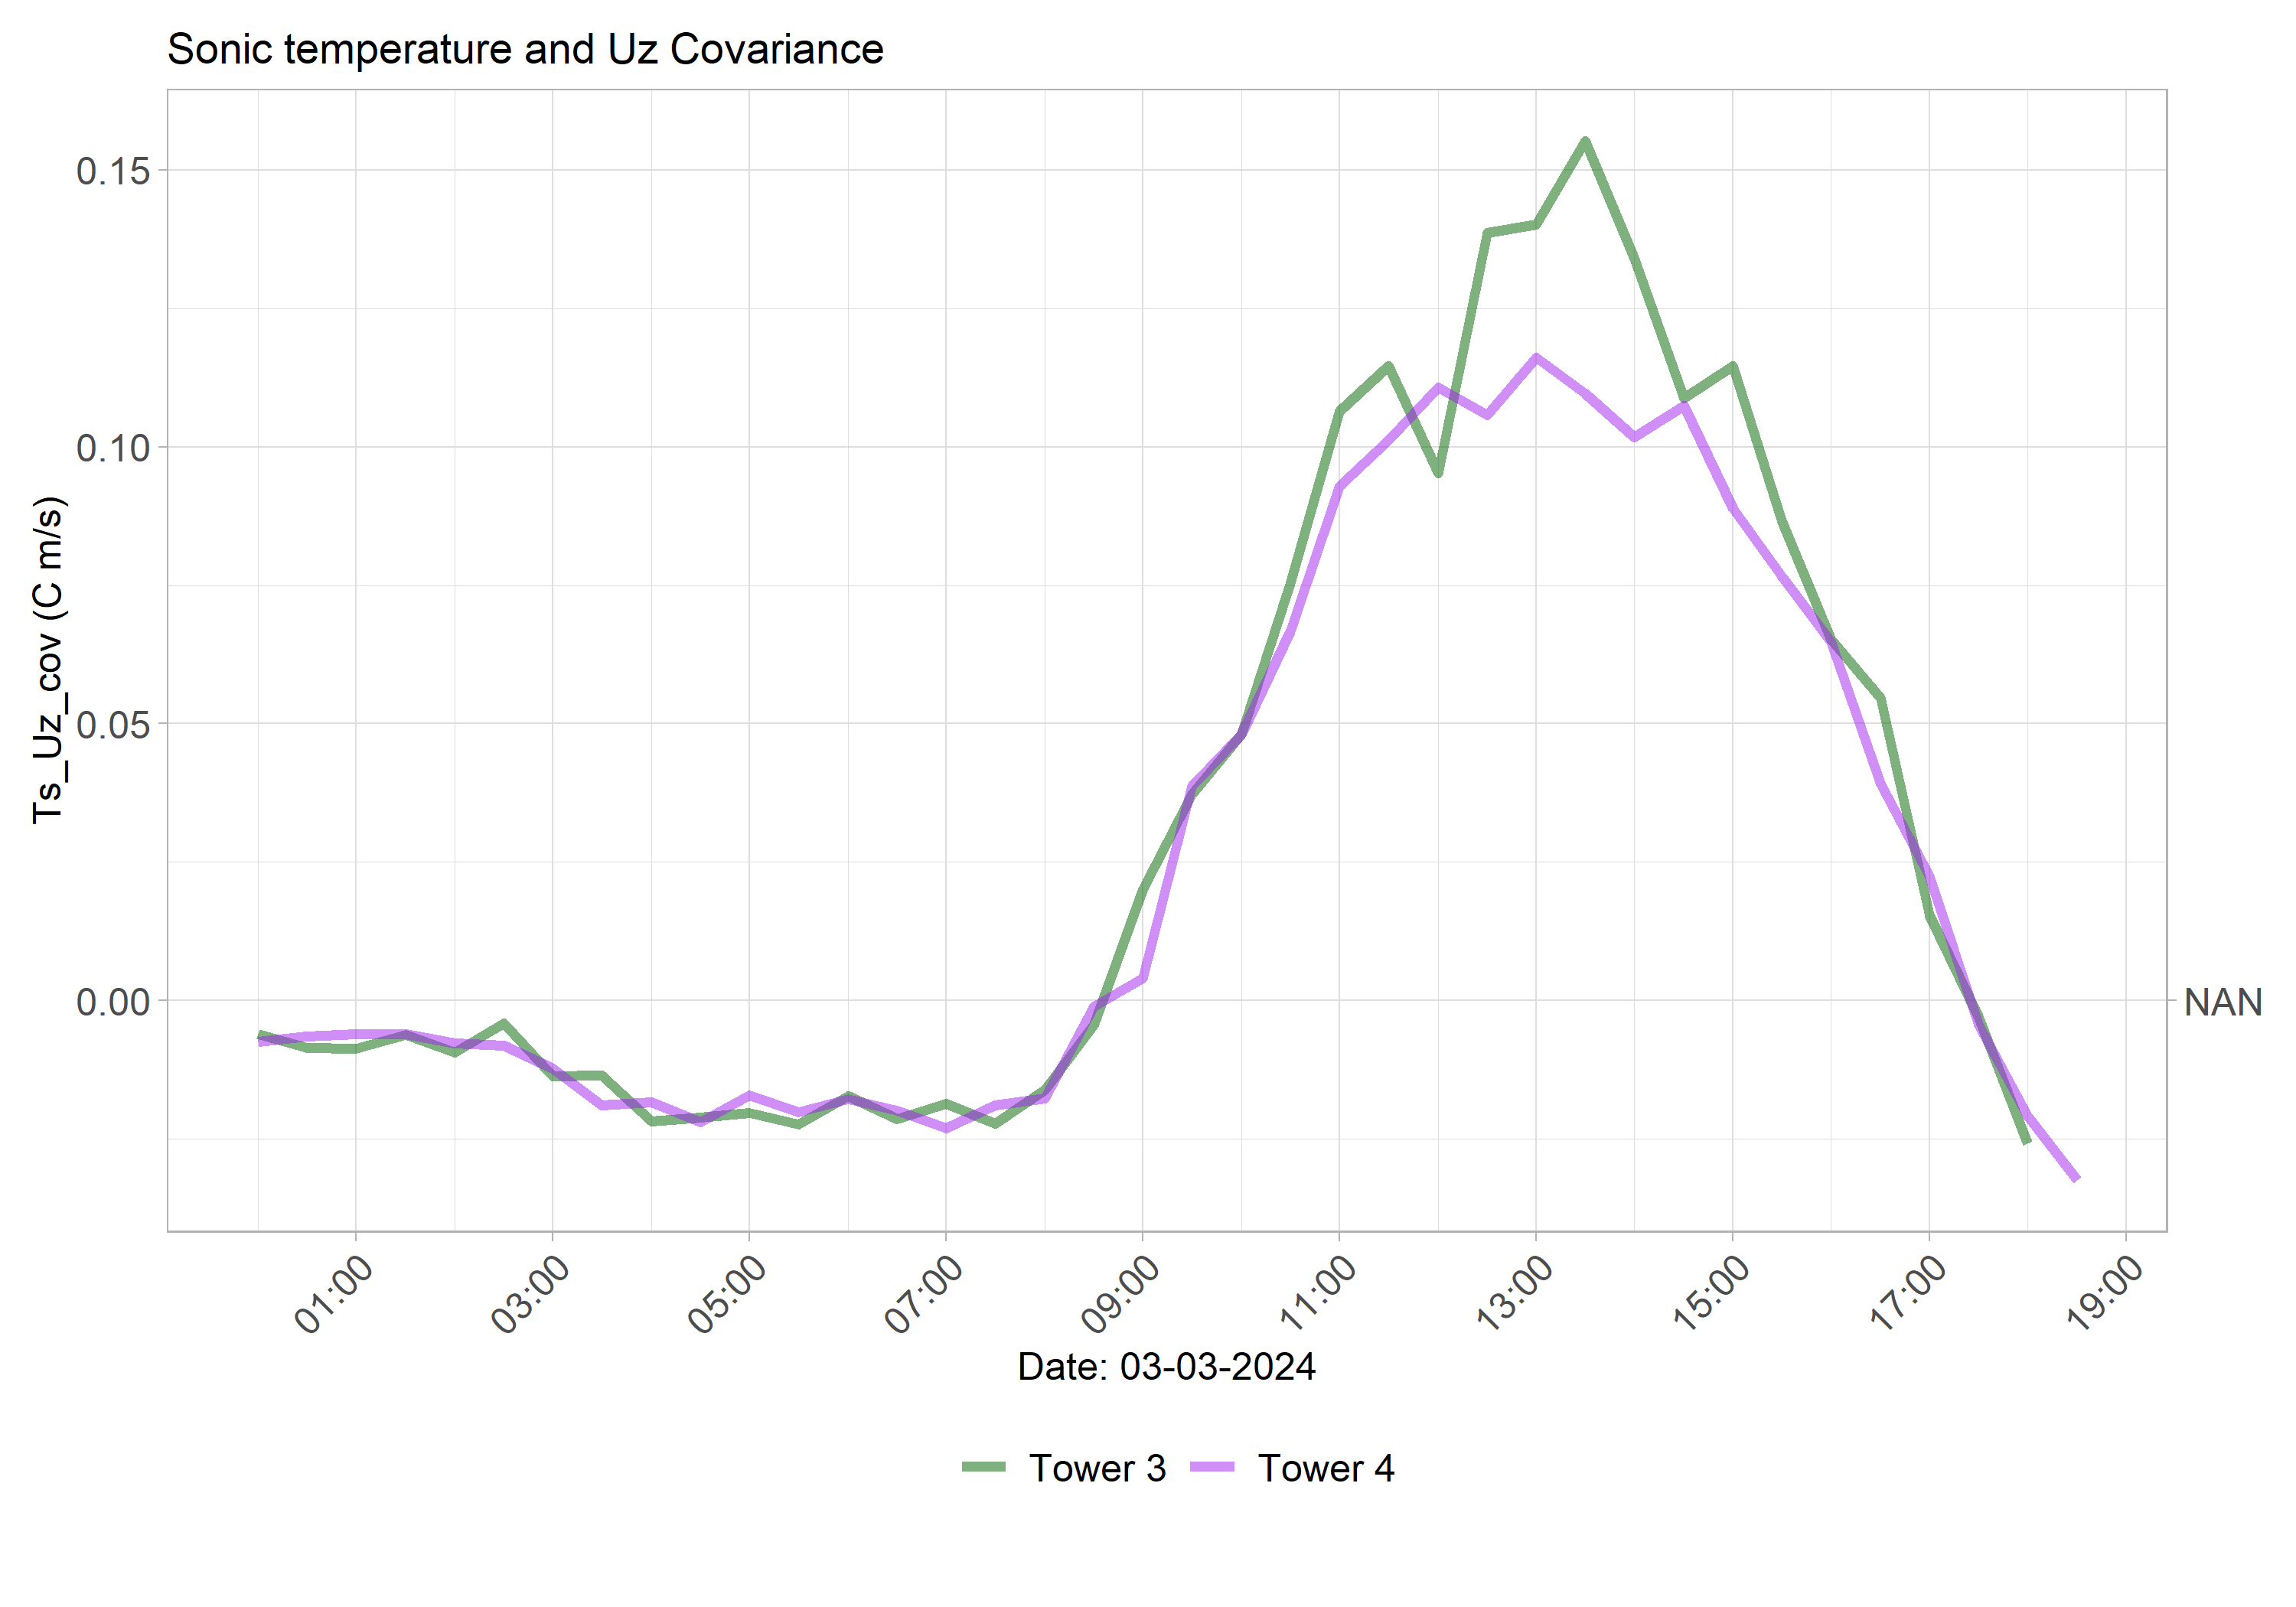 Sonic temperature and Uz Covariance
Ts_Uz_cov (C m/s)
0.15
0.10
0.05
0.00
NAN
01:00 03:00 05:00 07:00 09:00 11:00 13:00 15:00 17:00 19:00
Date: 03-03-2024
Tower 3 Tower 4